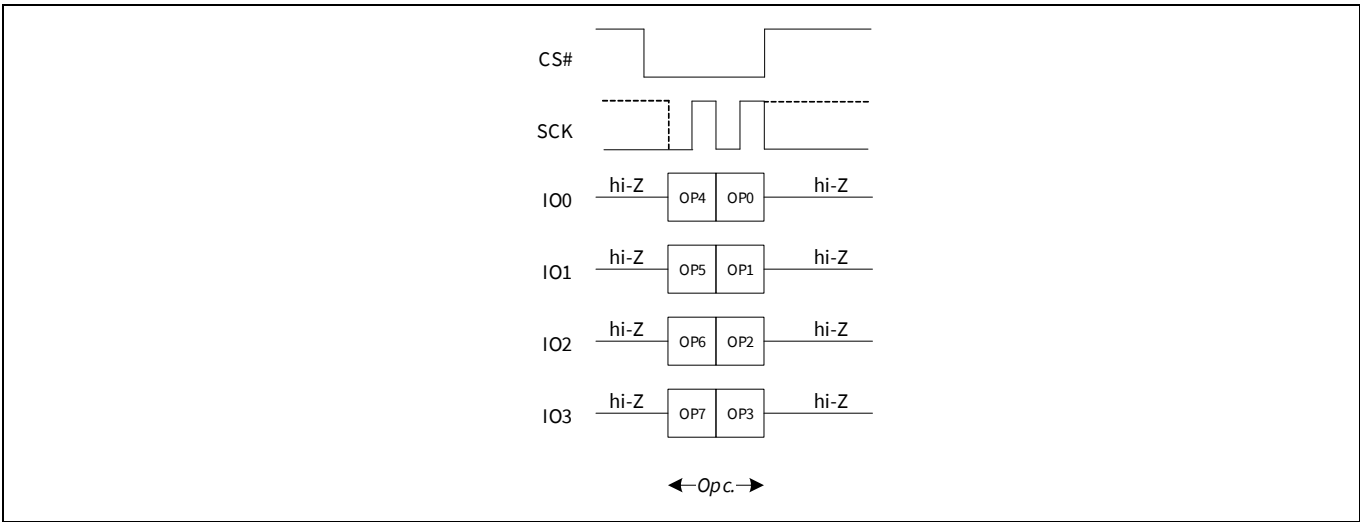 CS#
SCK
IO0 hi-Z OP4 OP0 hi-Z
IO1 hi-Z OP5 OP1 hi-Z
IO2 hi-Z OP6 OP2 hi-Z
IO3 hi-Z OP7 OP3 hi-Z
Opc.